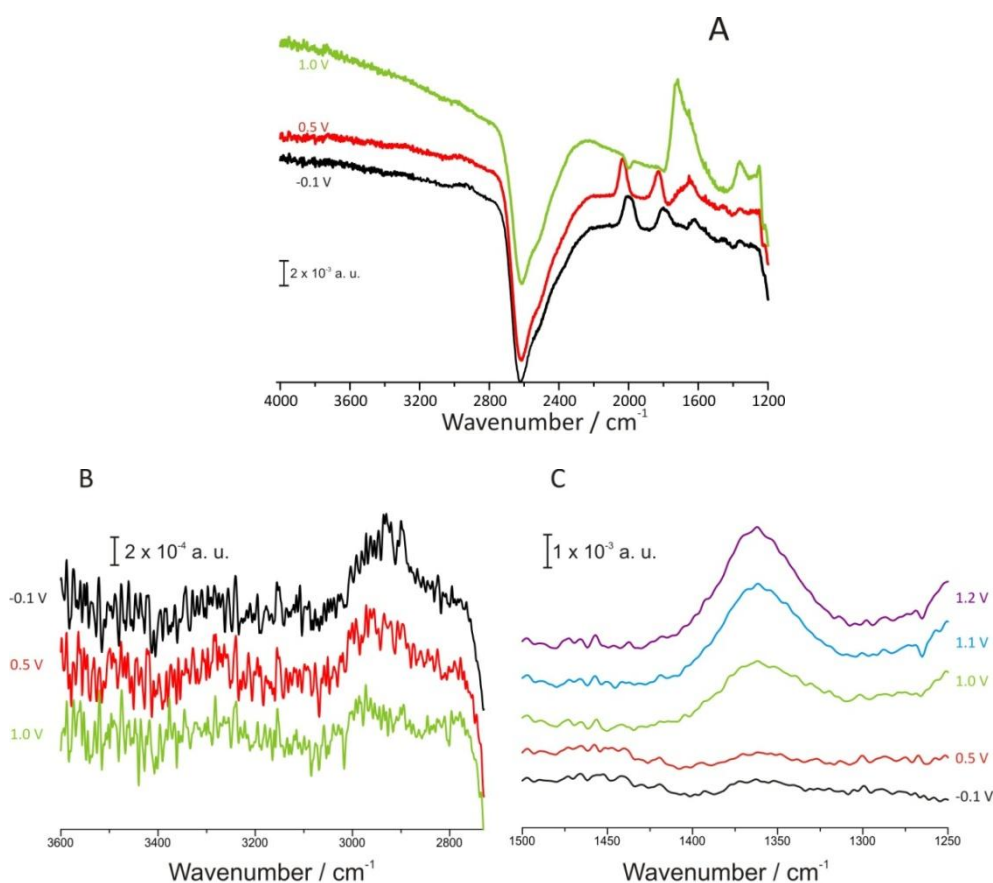 A
1.0 V
0.5 V
-0.1 V
2 x 10⁻³ a. u.
4000 3600 3200 2800 2400 2000 1600 1200
Wavenumber / cm⁻¹
B
2 x 10⁻⁴ a. u.
-0.1 V
0.5 V
1.0 V
3600 3400 3200 3000 2800
Wavenumber / cm⁻¹
C
1 x 10⁻³ a. u.
1.2 V
1.1 V
1.0 V
0.5 V
-0.1 V
1500 1450 1400 1350 1300 1250
Wavenumber / cm⁻¹